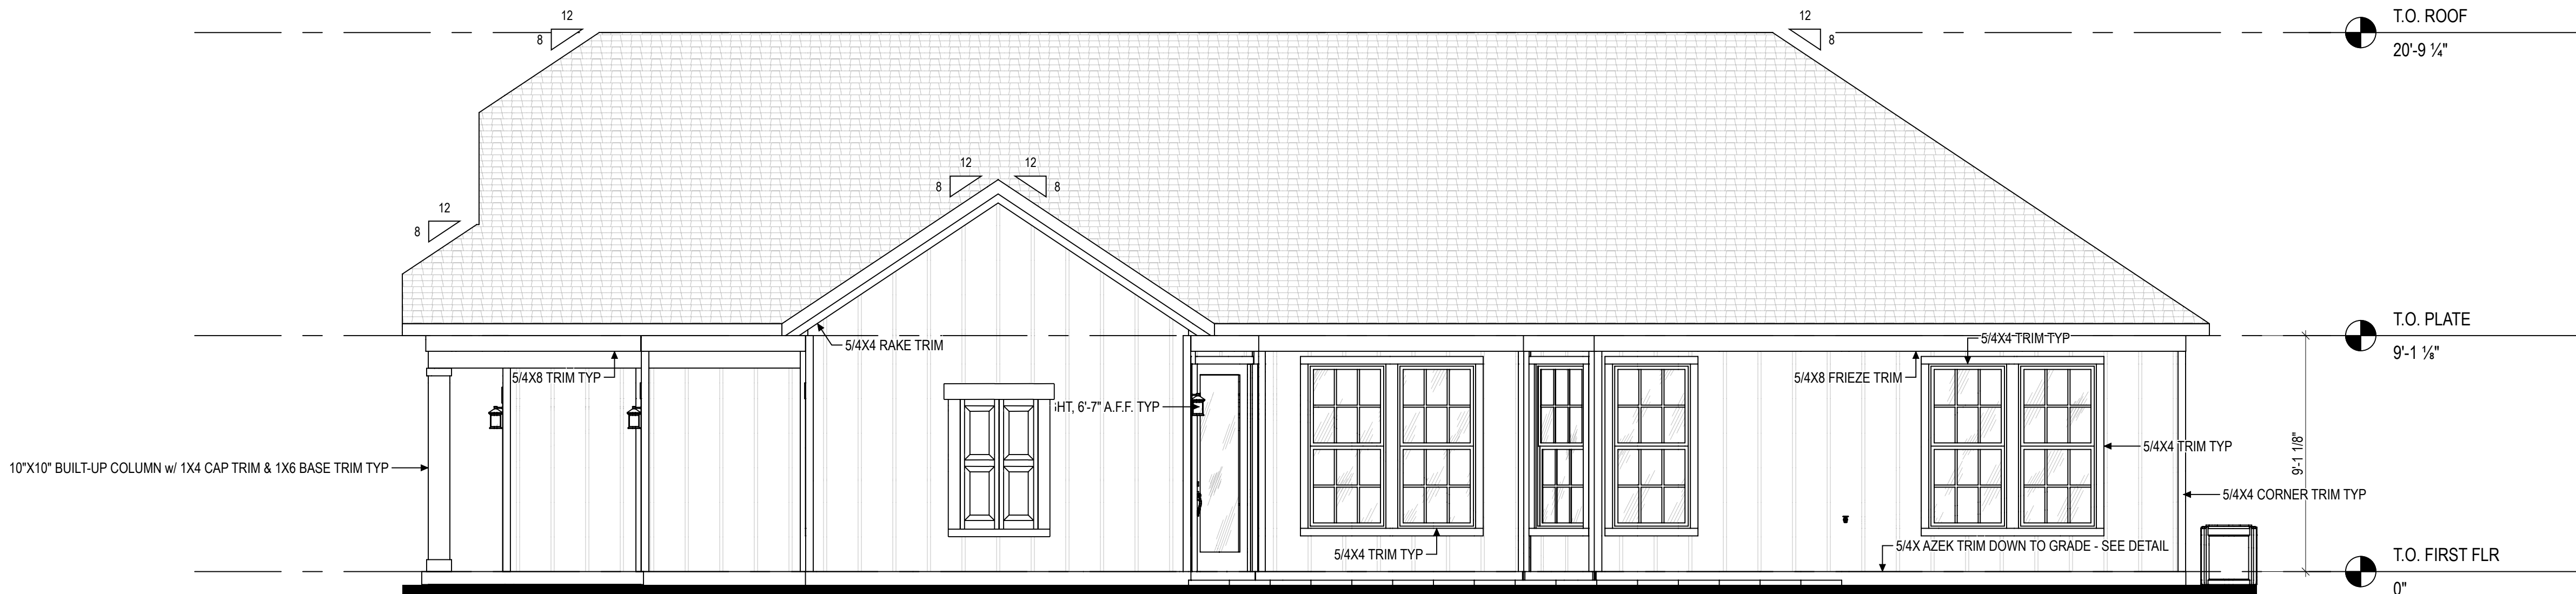 12
8
12
8
T.O. ROOF
20'-9 ¼"
12
8
12
8
12
8
T.O. PLATE
9'-1 ⅛"
5/4X4 RAKE TRIM
5/4X4 TRIM TYP
5/4X8 TRIM TYP
5/4X8 FRIEZE TRIM
HT, 6'-7" A.F.F. TYP
5/4X4 TRIM TYP
9'-1 1/8"
10"X10" BUILT-UP COLUMN w/ 1X4 CAP TRIM & 1X6 BASE TRIM TYP
5/4X4 CORNER TRIM TYP
5/4X4 TRIM TYP
5/4X AZEK TRIM DOWN TO GRADE - SEE DETAIL
T.O. FIRST FLR
0"